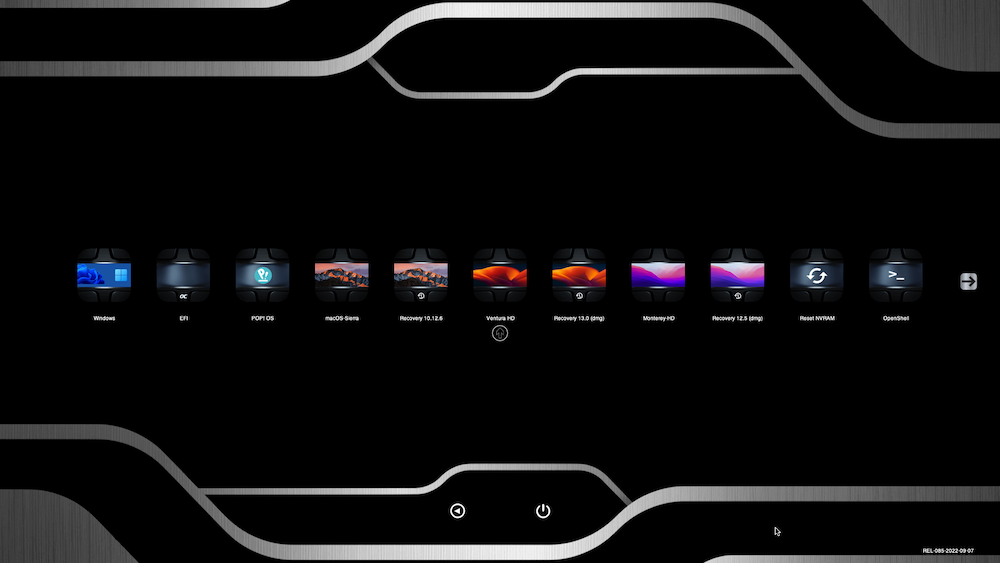 Windows
EFI
POP! OS
macOS-Sierra
Recovery 10.12.6
Ventura HD
Recovery 13.0 (dmg)
Monterey-HD
Recovery 12.5 (dmg)
Reset NVRAM
OpenShell
REL-085-2022-09-07